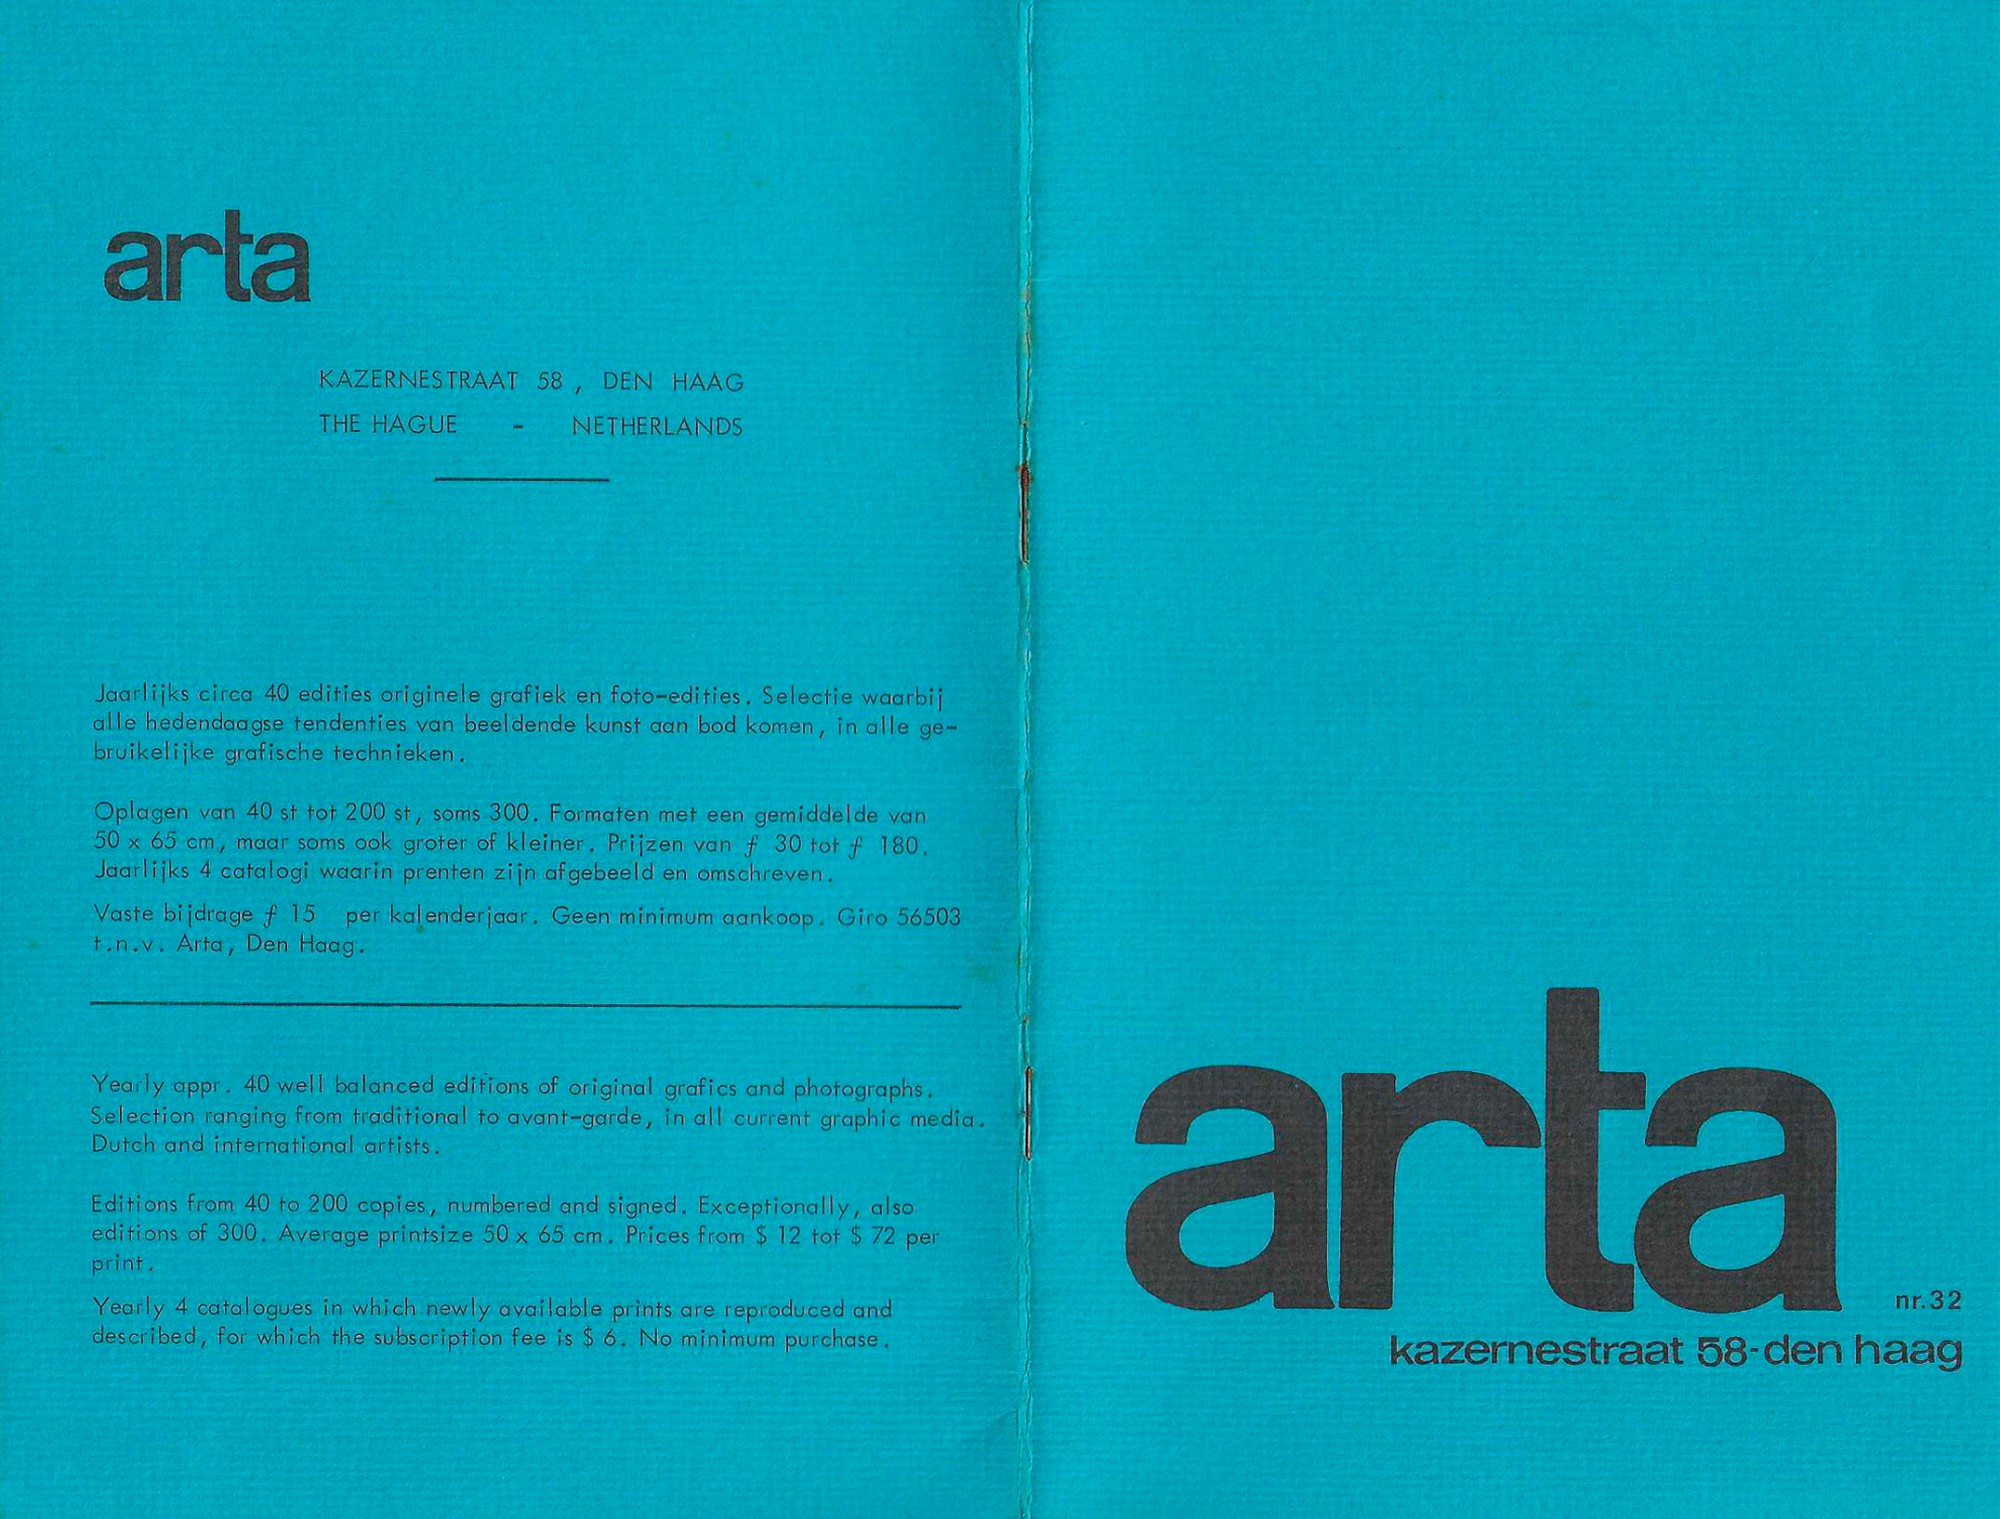 arta
KAZERNESTRAAT 58 , DEN HAAG
THE HAGUE - NETHERLANDS
Jaarlijks circa 40 edities originele grafiek en foto-edities. Selectie waarbij
alle hedendaagse tendenties van beeldende kunst aan bod komen, in alle ge-
bruikelijke grafische technieken.
Oplagen van 40 st tot 200 st, soms 300. Formaten met een gemiddelde van
50 x 65 cm, maar soms ook groter of kleiner. Prijzen van ƒ 30 tot ƒ 180.
Jaarlijks 4 catalogi waarin prenten zijn afgebeeld en omschreven.
Vaste bijdrage ƒ 15 per kalenderjaar. Geen minimum aankoop. Giro 56503
t.n.v. Arta, Den Haag.
Yearly appr. 40 well balanced editions of original grafics and photographs.
Selection ranging from traditional to avant-garde, in all current graphic media.
Dutch and international artists.
Editions from 40 to 200 copies, numbered and signed. Exceptionally, also
editions of 300. Average printsize 50 x 65 cm. Prices from $ 12 tot $ 72 per
print.
Yearly 4 catalogues in which newly available prints are reproduced and
described, for which the subscription fee is $ 6. No minimum purchase.
arta
nr.32
kazernestraat 58-den haag